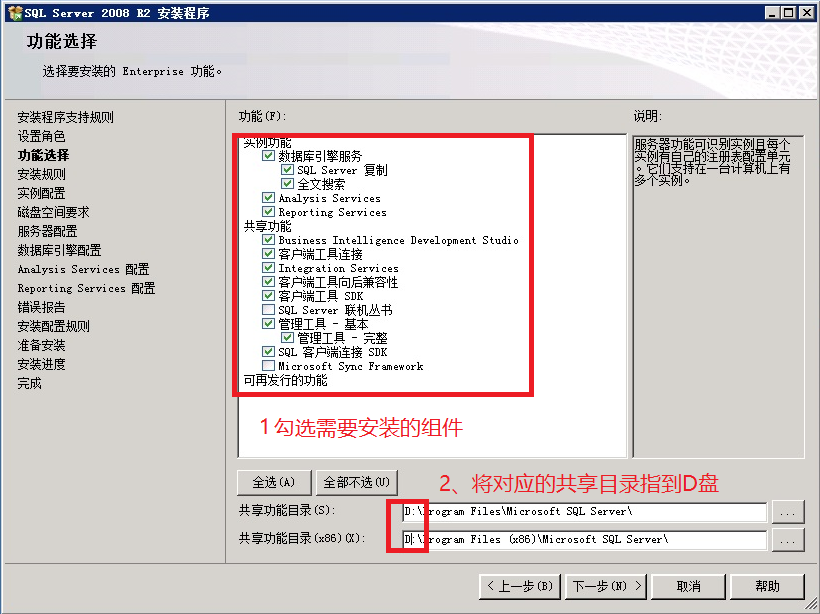 SQL Server 2008 R2 安装程序
功能选择
选择要安装的 Enterprise 功能。
安装程序支持规则
设置角色
功能选择
安装规则
实例配置
磁盘空间要求
服务器配置
数据库引擎配置
Analysis Services 配置
Reporting Services 配置
错误报告
安装配置规则
准备安装
安装进度
完成
功能(F):
实例功能
数据库引擎服务
SQL Server 复制
全文搜索
Analysis Services
Reporting Services
共享功能
Business Intelligence Development Studio
客户端工具连接
Integration Services
客户端工具向后兼容性
客户端工具 SDK
SQL Server 联机丛书
管理工具 - 基本
管理工具 - 完整
SQL 客户端连接 SDK
Microsoft Sync Framework
可再发行的功能
1 勾选需要安装的组件
说明:
服务器功能可识别实例且每个
实例有自己的注册表配置单元
。它们支持在一台计算机上有
多个实例。
全选(A)
全部不选(U)
2、将对应的共享目录指到D盘
共享功能目录(S):
D:\Program Files\Microsoft SQL Server\
...
共享功能目录(x86)(X):
D:\Program Files (x86)\Microsoft SQL Server\
...
< 上一步(B)
下一步(N) >
取消
帮助